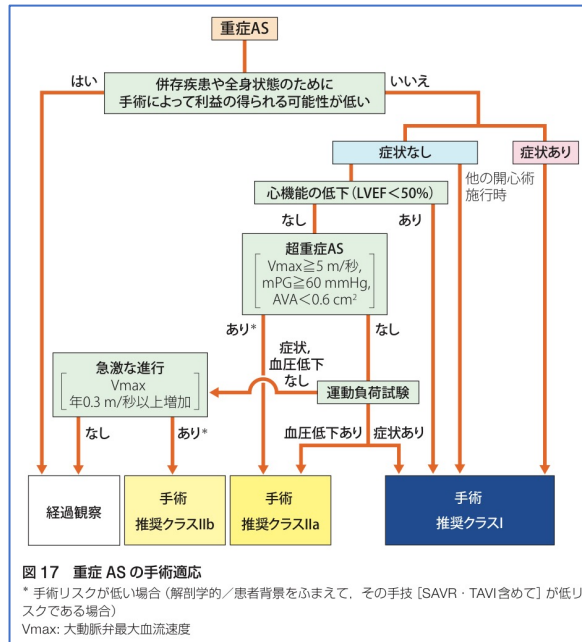 重症AS
はい
併存疾患や全身状態のために
手術によって利益の得られる可能性が低い
いいえ
症状なし
症状あり
他の開心術
施行時
心機能の低下（LVEF＜50%）
なし
あり
超重症AS
Vmax≧5 m/秒,
mPG≧60 mmHg,
AVA＜0.6 cm²
あり*
なし
症状,
血圧低下
なし
急激な進行
Vmax
年0.3 m/秒以上増加
運動負荷試験
なし
あり*
血圧低下あり
症状あり
経過観察
手術
推奨クラスIIb
手術
推奨クラスIIa
手術
推奨クラスI
図 17　重症 AS の手術適応
* 手術リスクが低い場合（解剖学的／患者背景をふまえて，その手技［SAVR・TAVI含めて］が低リ
スクである場合）
Vmax: 大動脈弁最大血流速度